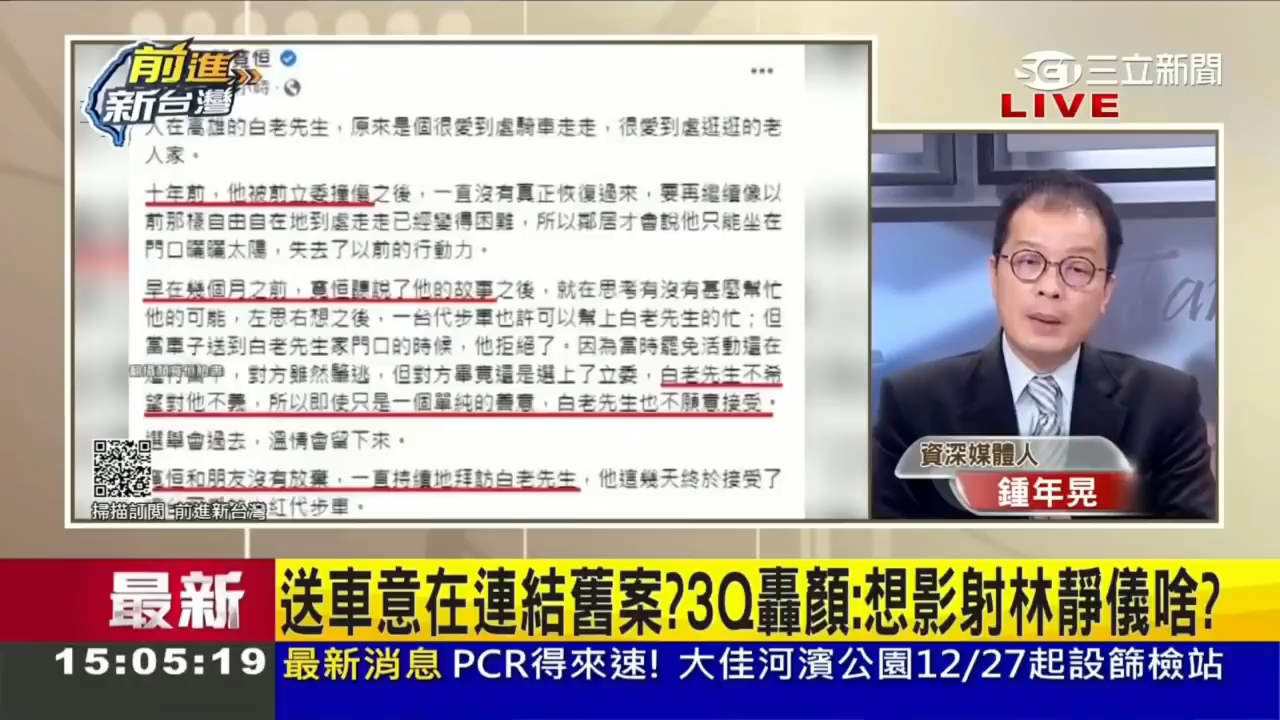 前進
新台灣
寬恒
SET三立新聞
LIVE
人在高雄的白老先生，原來是個很愛到處騎車走走，很愛到處逛逛的老
人家。
十年前，他被前立委撞傷之後，一直沒有真正恢復過來，要再繼續像以
前那樣自由自在地到處走走已經變得困難，所以鄰居才會說他只能坐在
門口曬曬太陽，失去了以前的行動力。
早在幾個月之前，寬恒聽說了他的故事之後，就在思考有沒有甚麼幫忙
他的可能，左思右想之後，一台代步車也許可以幫上白老先生的忙；但
當車子送到白老先生家門口的時候，他拒絕了。因為當時罷免活動還在
對方雖然肇逃，但對方畢竟還是選上了立委，白老先生不希
望對他不義，所以即使只是一個單純的善意，白老先生也不願意接受。
選舉會過去，溫情會留下來。
寬恒和朋友沒有放棄，一直持續地拜訪白老先生，他這幾天終於接受了
紅代步車。
掃描訂閱 前進新台灣
資深媒體人
鍾年晃
最新
送車意在連結舊案?3Q轟顏:想影射林靜儀啥?
15:05:19
最新消息 PCR得來速! 大佳河濱公園12/27起設篩檢站